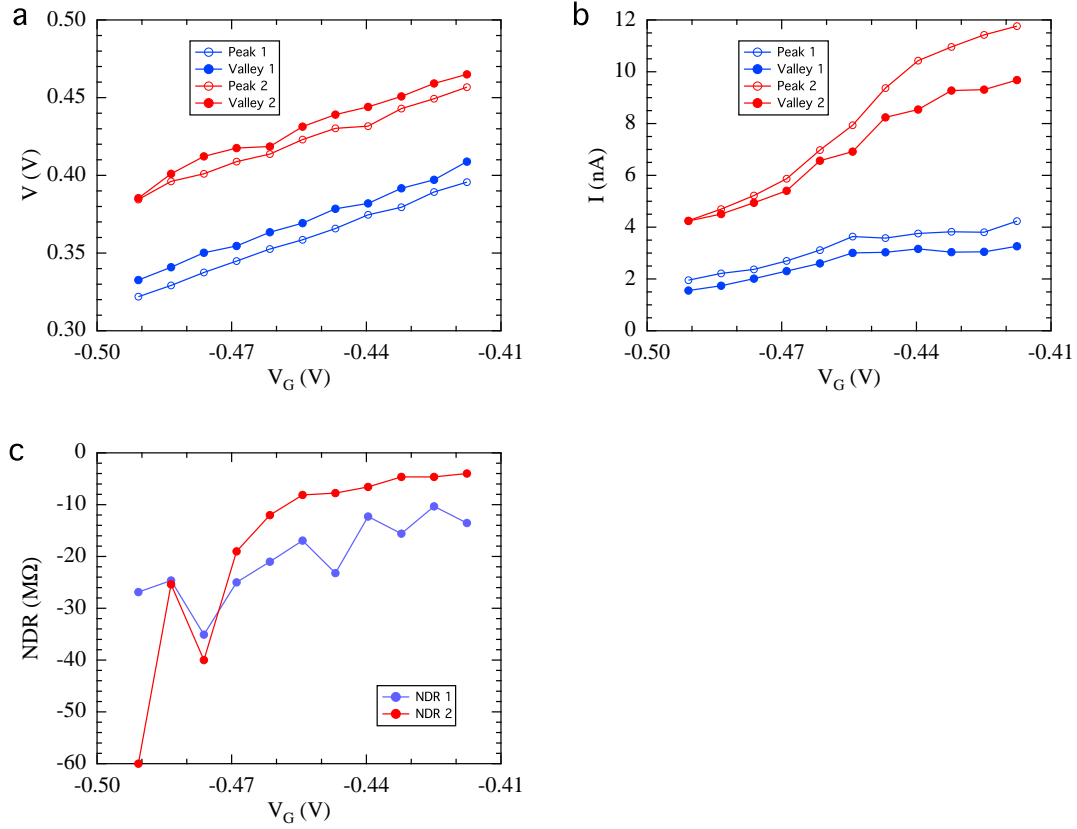 a
0.50
0.45
0.40
0.35
0.30
V (V)
Peak 1
Valley 1
Peak 2
Valley 2
-0.50
-0.47
-0.44
-0.41
V_G (V)
b
12
10
8
6
4
2
0
I (nA)
Peak 1
Valley 1
Peak 2
Valley 2
-0.50
-0.47
-0.44
-0.41
V_G (V)
c
0
-10
-20
-30
-40
-50
-60
NDR (MΩ)
NDR 1
NDR 2
-0.50
-0.47
-0.44
-0.41
V_G (V)